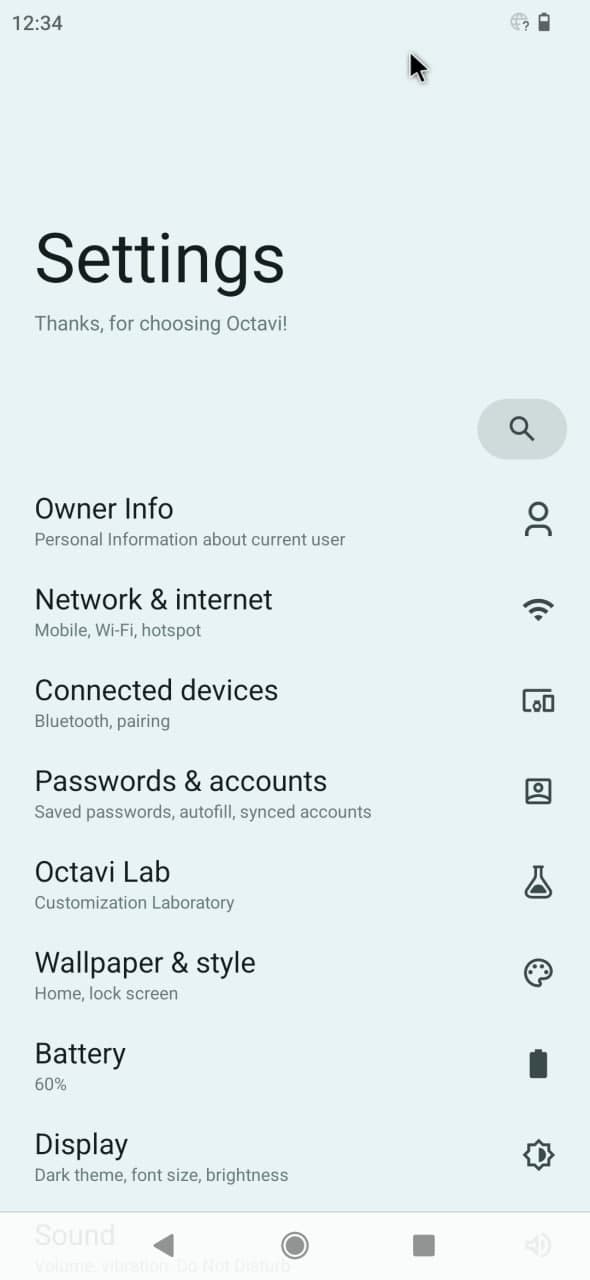 12:34
Settings
Thanks, for choosing Octavi!
Owner Info
Personal Information about current user
Network & internet
Mobile, Wi-Fi, hotspot
Connected devices
Bluetooth, pairing
Passwords & accounts
Saved passwords, autofill, synced accounts
Octavi Lab
Customization Laboratory
Wallpaper & style
Home, lock screen
Battery
60%
Display
Dark theme, font size, brightness
Sound
Volume, vibration, Do Not Disturb